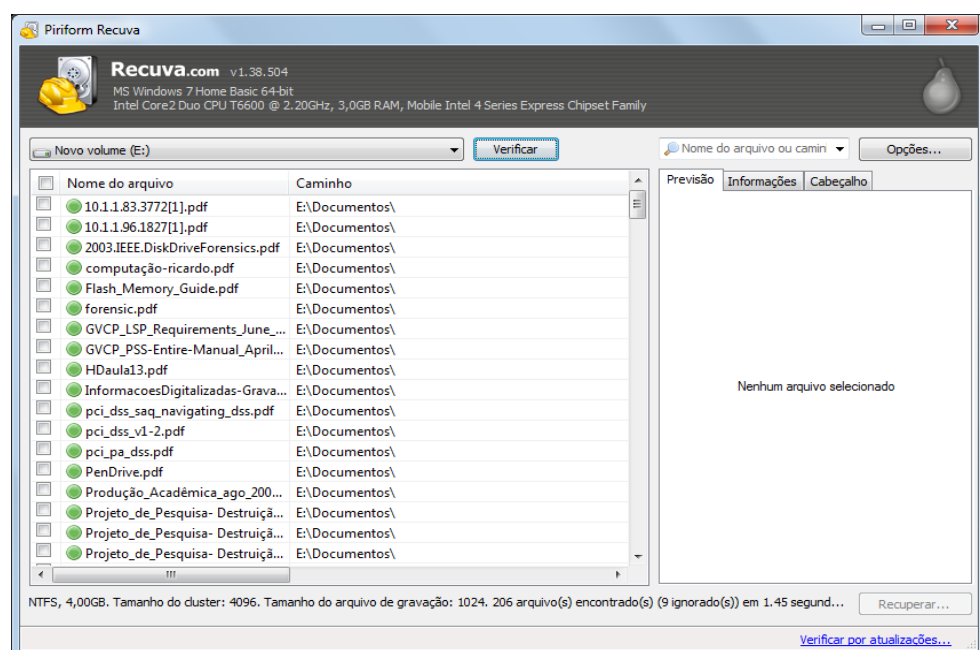 Piriform Recuva
Recuva.com v1.38.504
MS Windows 7 Home Basic 64-bit
Intel Core2 Duo CPU T6600 @ 2.20GHz, 3,0GB RAM, Mobile Intel 4 Series Express Chipset Family
Novo volume (E:) Verificar Nome do arquivo ou camin Opções...
Nome do arquivo Caminho Previsão Informações Cabeçalho
10.1.1.83.3772[1].pdf E:\Documentos\
10.1.1.96.1827[1].pdf E:\Documentos\
2003.IEEE.DiskDriveForensics.pdf E:\Documentos\
computação-ricardo.pdf E:\Documentos\
Flash_Memory_Guide.pdf E:\Documentos\
forensic.pdf E:\Documentos\
GVCP_LSP_Requirements_June_... E:\Documentos\
GVCP_PSS-Entire-Manual_April... E:\Documentos\
HDaula13.pdf E:\Documentos\
InformacoesDigitalizadas-Grava... E:\Documentos\
pci_dss_saq_navigating_dss.pdf E:\Documentos\
pci_dss_v1-2.pdf E:\Documentos\
pci_pa_dss.pdf E:\Documentos\
PenDrive.pdf E:\Documentos\
Produção_Acadêmica_ago_200... E:\Documentos\
Projeto_de_Pesquisa- Destruiçã... E:\Documentos\
Projeto_de_Pesquisa- Destruiçã... E:\Documentos\
Projeto_de_Pesquisa- Destruiçã... E:\Documentos\
Nenhum arquivo selecionado
NTFS, 4,00GB. Tamanho do cluster: 4096. Tamanho do arquivo de gravação: 1024. 206 arquivo(s) encontrado(s) (9 ignorado(s)) em 1.45 segund... Recuperar...
Verificar por atualizações...